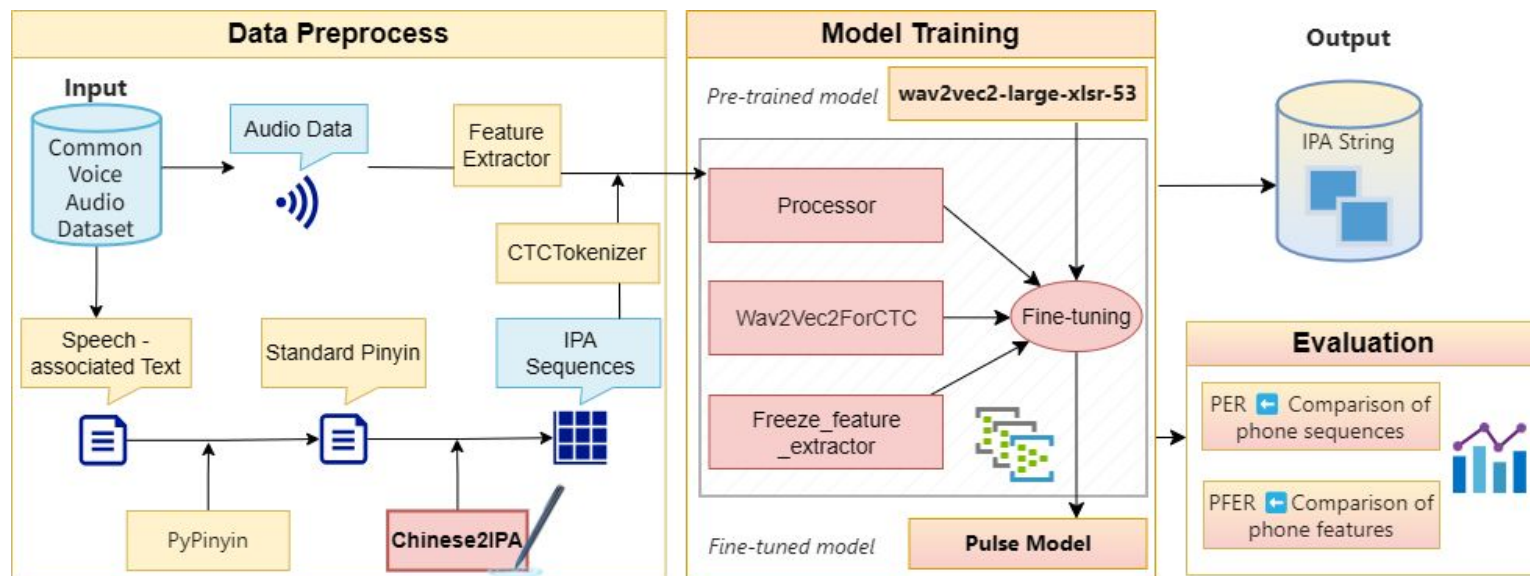 Data Preprocess
Input
Common
Voice
Audio
Dataset
Audio Data
Feature
Extractor
CTCTokenizer
Speech -
associated Text
Standard Pinyin
IPA
Sequences
PyPinyin
Chinese2IPA
Model Training
Pre-trained model
wav2vec2-large-xlsr-53
Processor
Wav2Vec2ForCTC
Freeze_feature
_extractor
Fine-tuning
Fine-tuned model
Pulse Model
Output
IPA String
Evaluation
PER ⬅ Comparison of
phone sequences
PFER ⬅ Comparison of
phone features